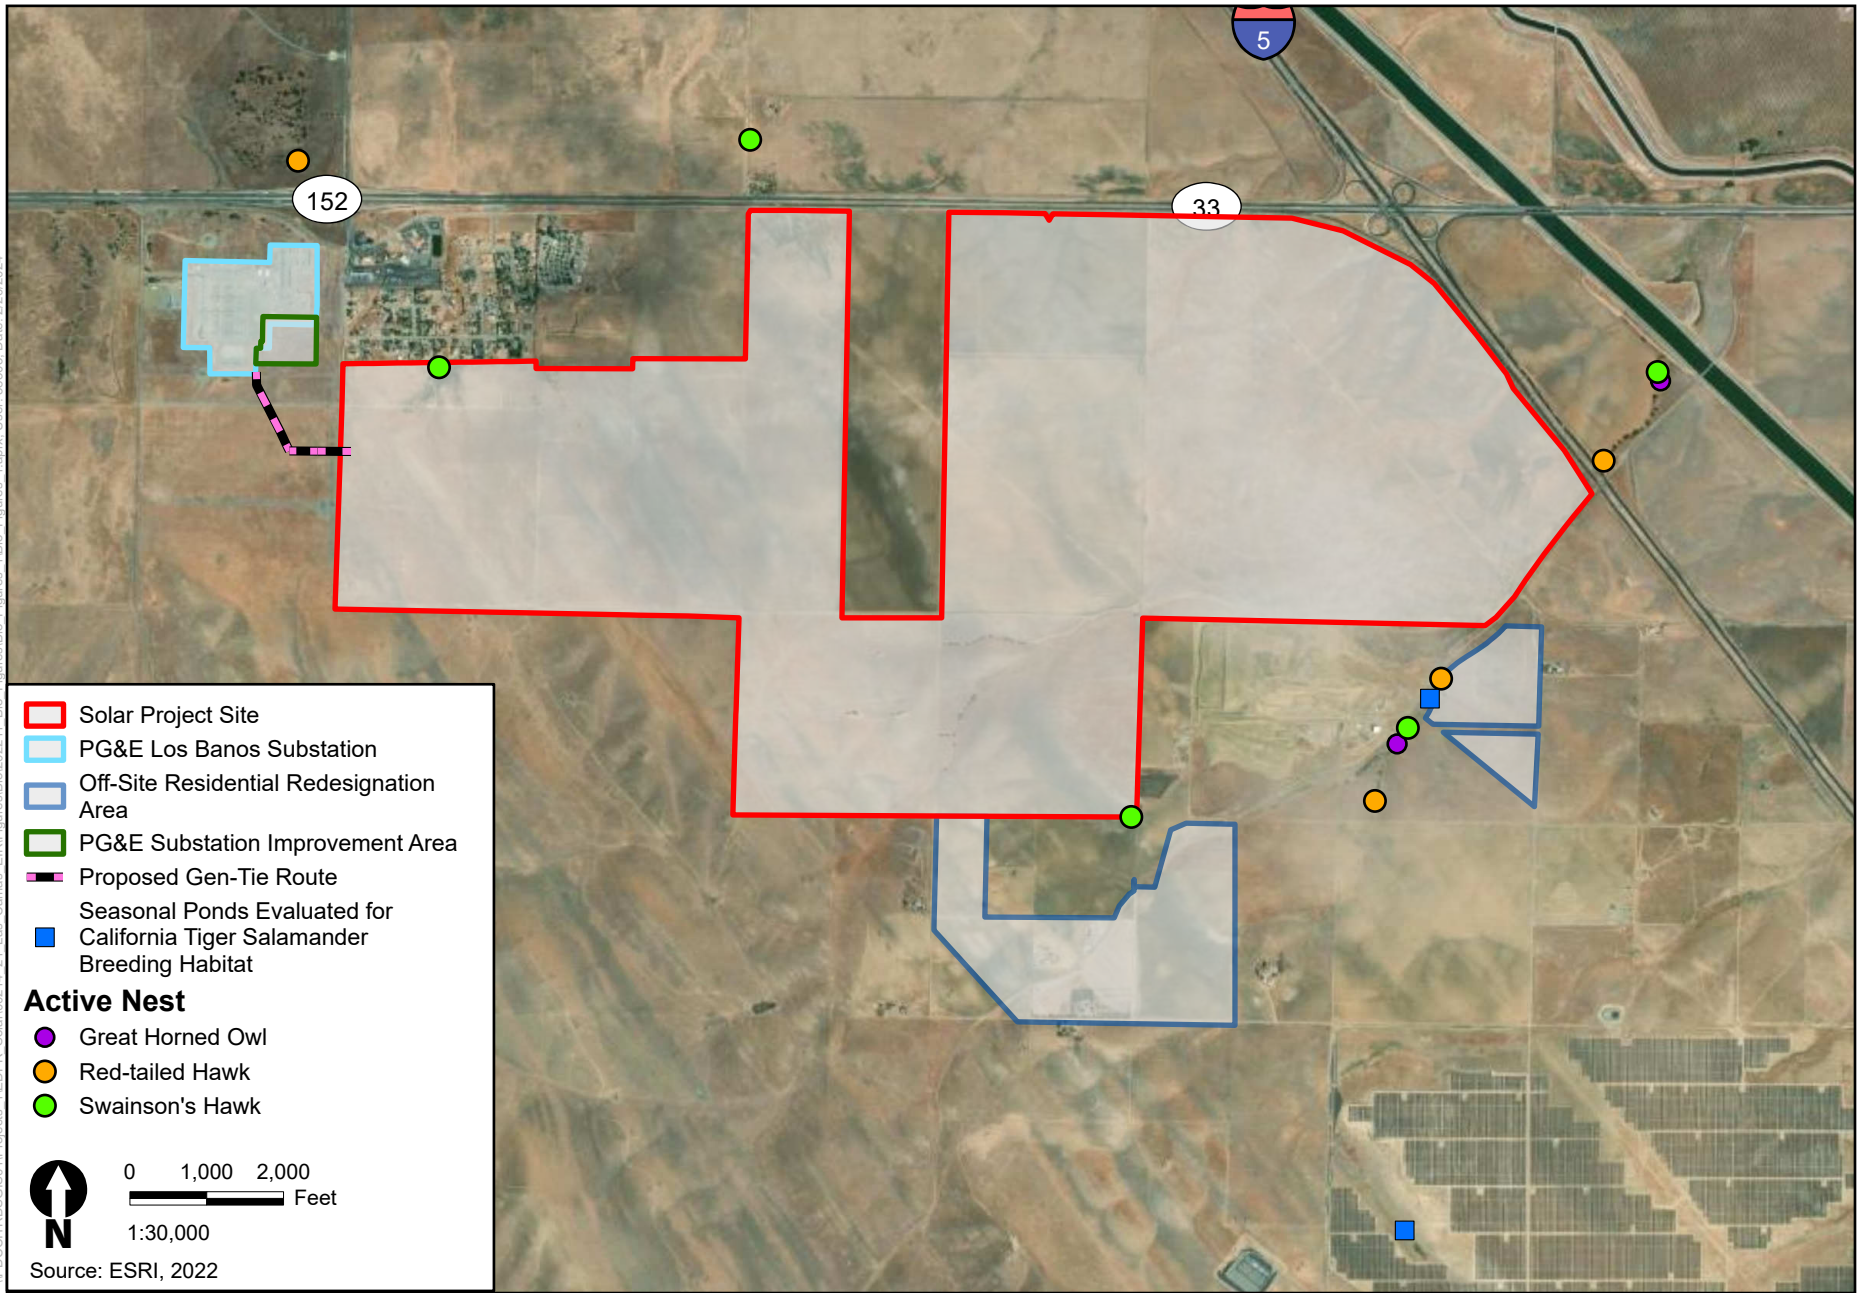 5
152
33
Solar Project Site
PG&E Los Banos Substation
Off-Site Residential Redesignation
Area
PG&E Substation Improvement Area
Proposed Gen-Tie Route
Seasonal Ponds Evaluated for
California Tiger Salamander
Breeding Habitat
Active Nest
Great Horned Owl
Red-tailed Hawk
Swainson's Hawk
0 1,000 2,000
Feet
N
1:30,000
Source: ESRI, 2022